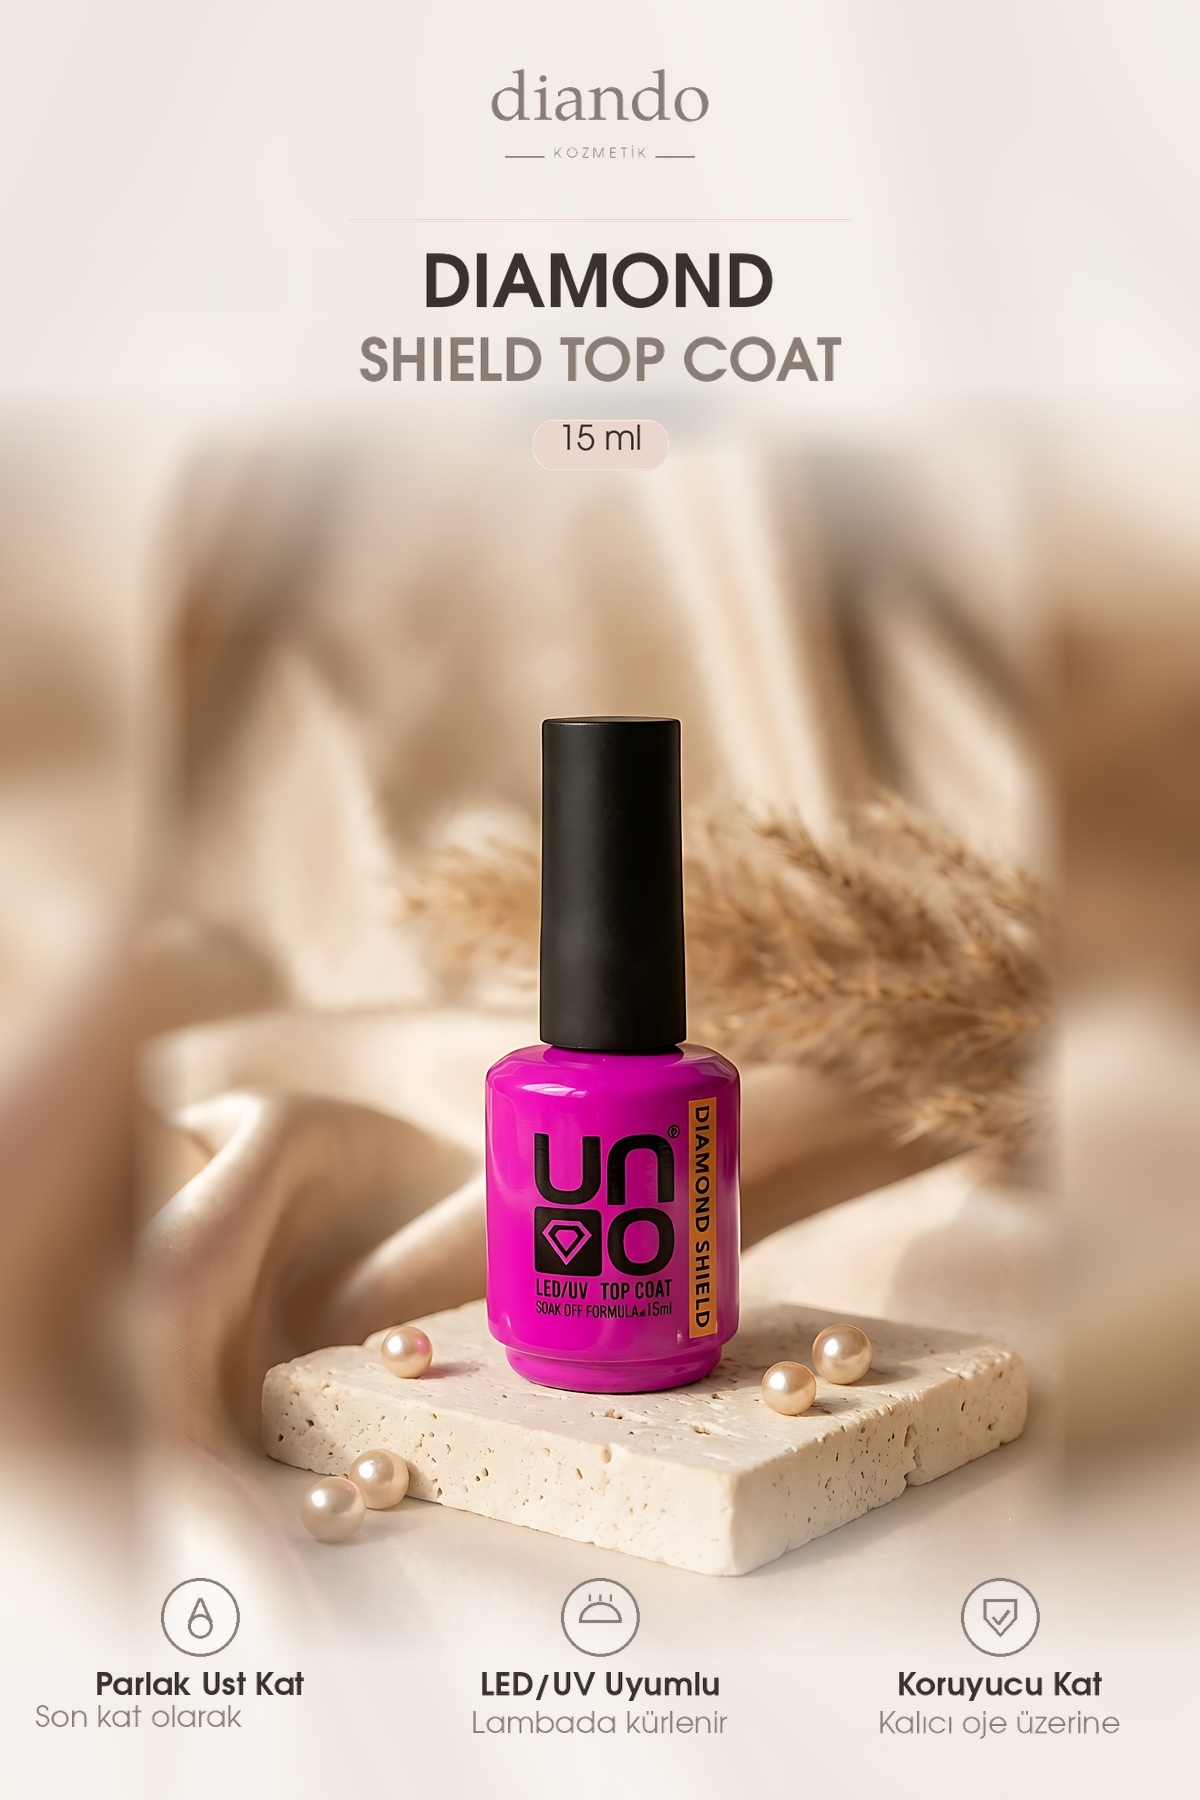 diando
KOZMETİK
DIAMOND
SHIELD TOP COAT
15 ml
UN
O
®
DIAMOND SHIELD
LED/UV TOP COAT
SOAK OFF FORMULA 15ml
Parlak Ust Kat
Son kat olarak
LED/UV Uyumlu
Lambada kürlenir
Koruyucu Kat
Kalıcı oje üzerine